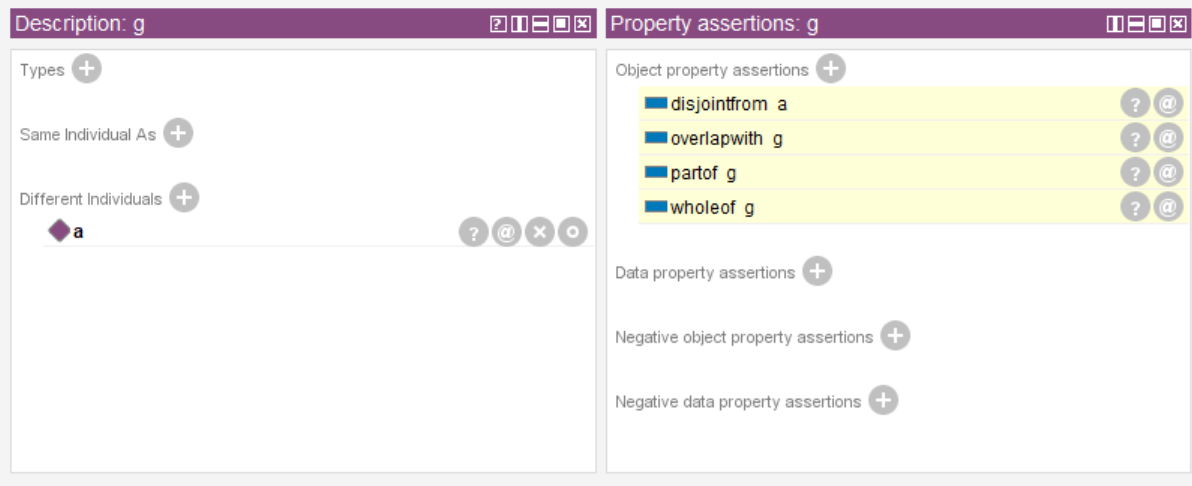 Description: g
Types
Same Individual As
Different Individuals
a
Property assertions: g
Object property assertions
disjointfrom a
overlapwith g
partof g
wholeof g
Data property assertions
Negative object property assertions
Negative data property assertions